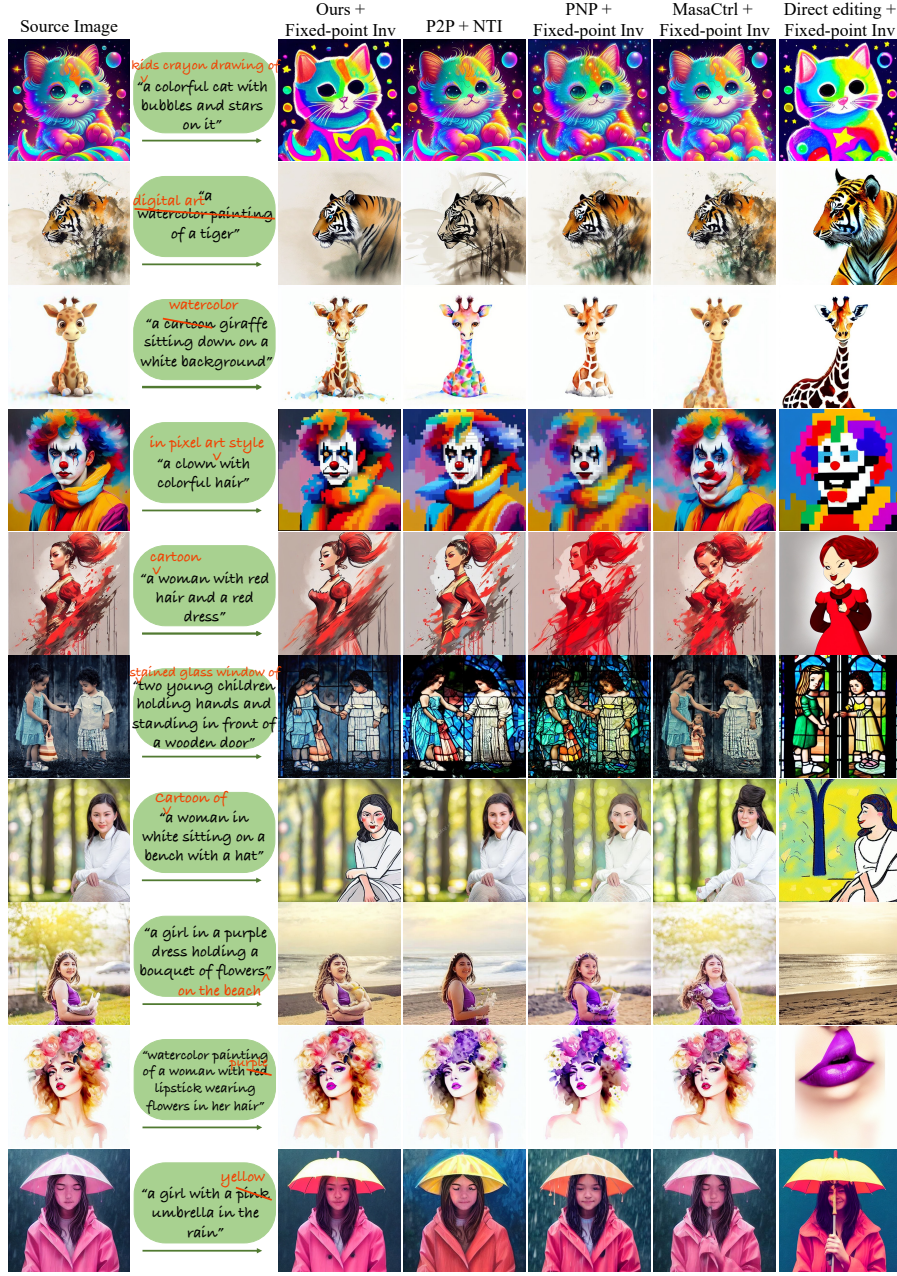 Source Image
Ours +
Fixed-point Inv
P2P + NTI
PNP +
Fixed-point Inv
MasaCtrl +
Fixed-point Inv
Direct editing +
Fixed-point Inv
kids crayon drawing of
"a colorful cat with
bubbles and stars
on it"
digital art
"a
watercolor painting
of a tiger"
watercolor
"a cartoon giraffe
sitting down on a
white background"
in pixel art style
"a clown with
colorful hair"
cartoon
"a woman with red
hair and a red
dress"
stained glass window of
"two young children
holding hands and
standing in front of
a wooden door"
Cartoon of
"a woman in
white sitting on a
bench with a hat"
"a girl in a purple
dress holding a
bouquet of flowers"
on the beach
"watercolor painting
purple
of a woman with red
lipstick wearing
flowers in her hair"
yellow
"a girl with a pink
umbrella in the
rain"